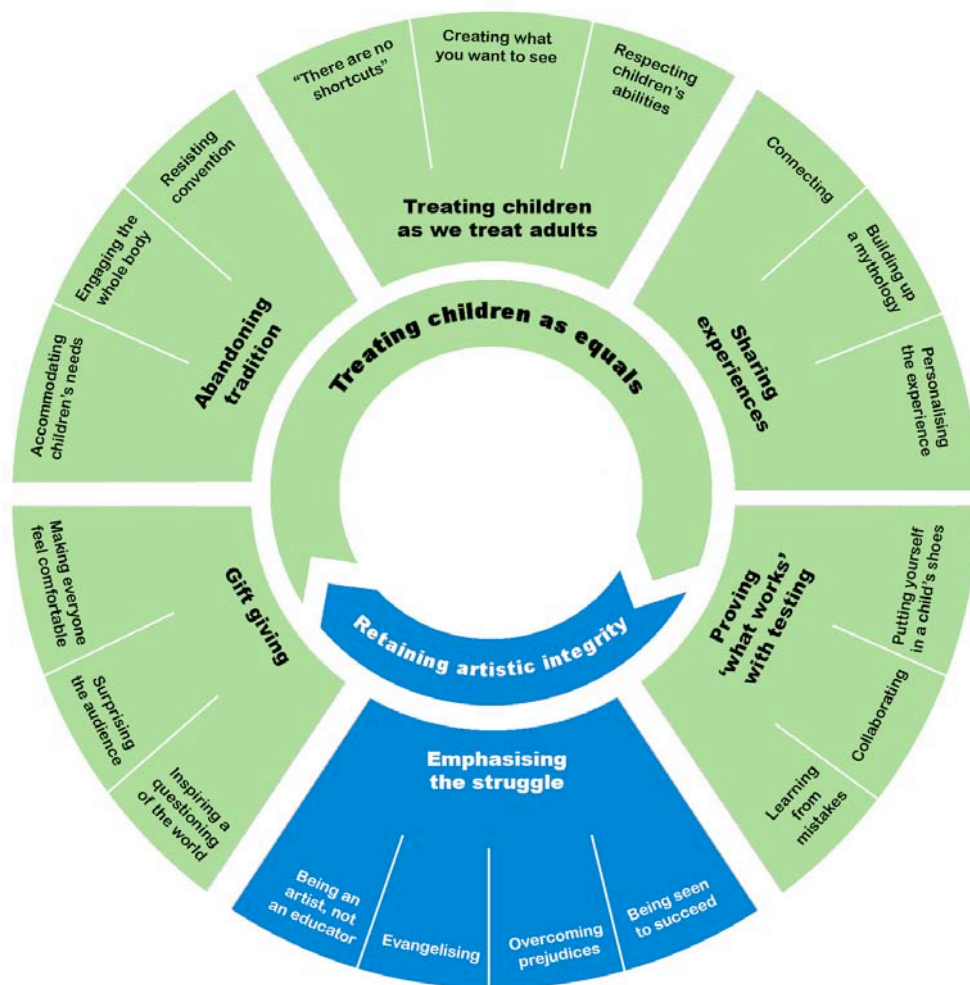 “There are no
shortcuts”
Creating what
you want to see
Respecting
children’s
abilities
Treating children
as we treat adults
Connecting
Building up
a mythology
Personalising
the experience
Sharing
experiences
Putting yourself
in a child’s shoes
Collaborating
Learning
from
mistakes
Proving
‘what works’
with testing
Emphasising
the struggle
Being seen
to succeed
Overcoming
prejudices
Evangelising
Being an
artist, not
an educator
Gift giving
Inspiring a
questioning
of the world
Surprising
the audience
Making everyone
feel comfortable
Abandoning
tradition
Accommodating
children’s needs
Engaging the
whole body
Resisting
convention
Treating children as equals
Retaining artistic integrity